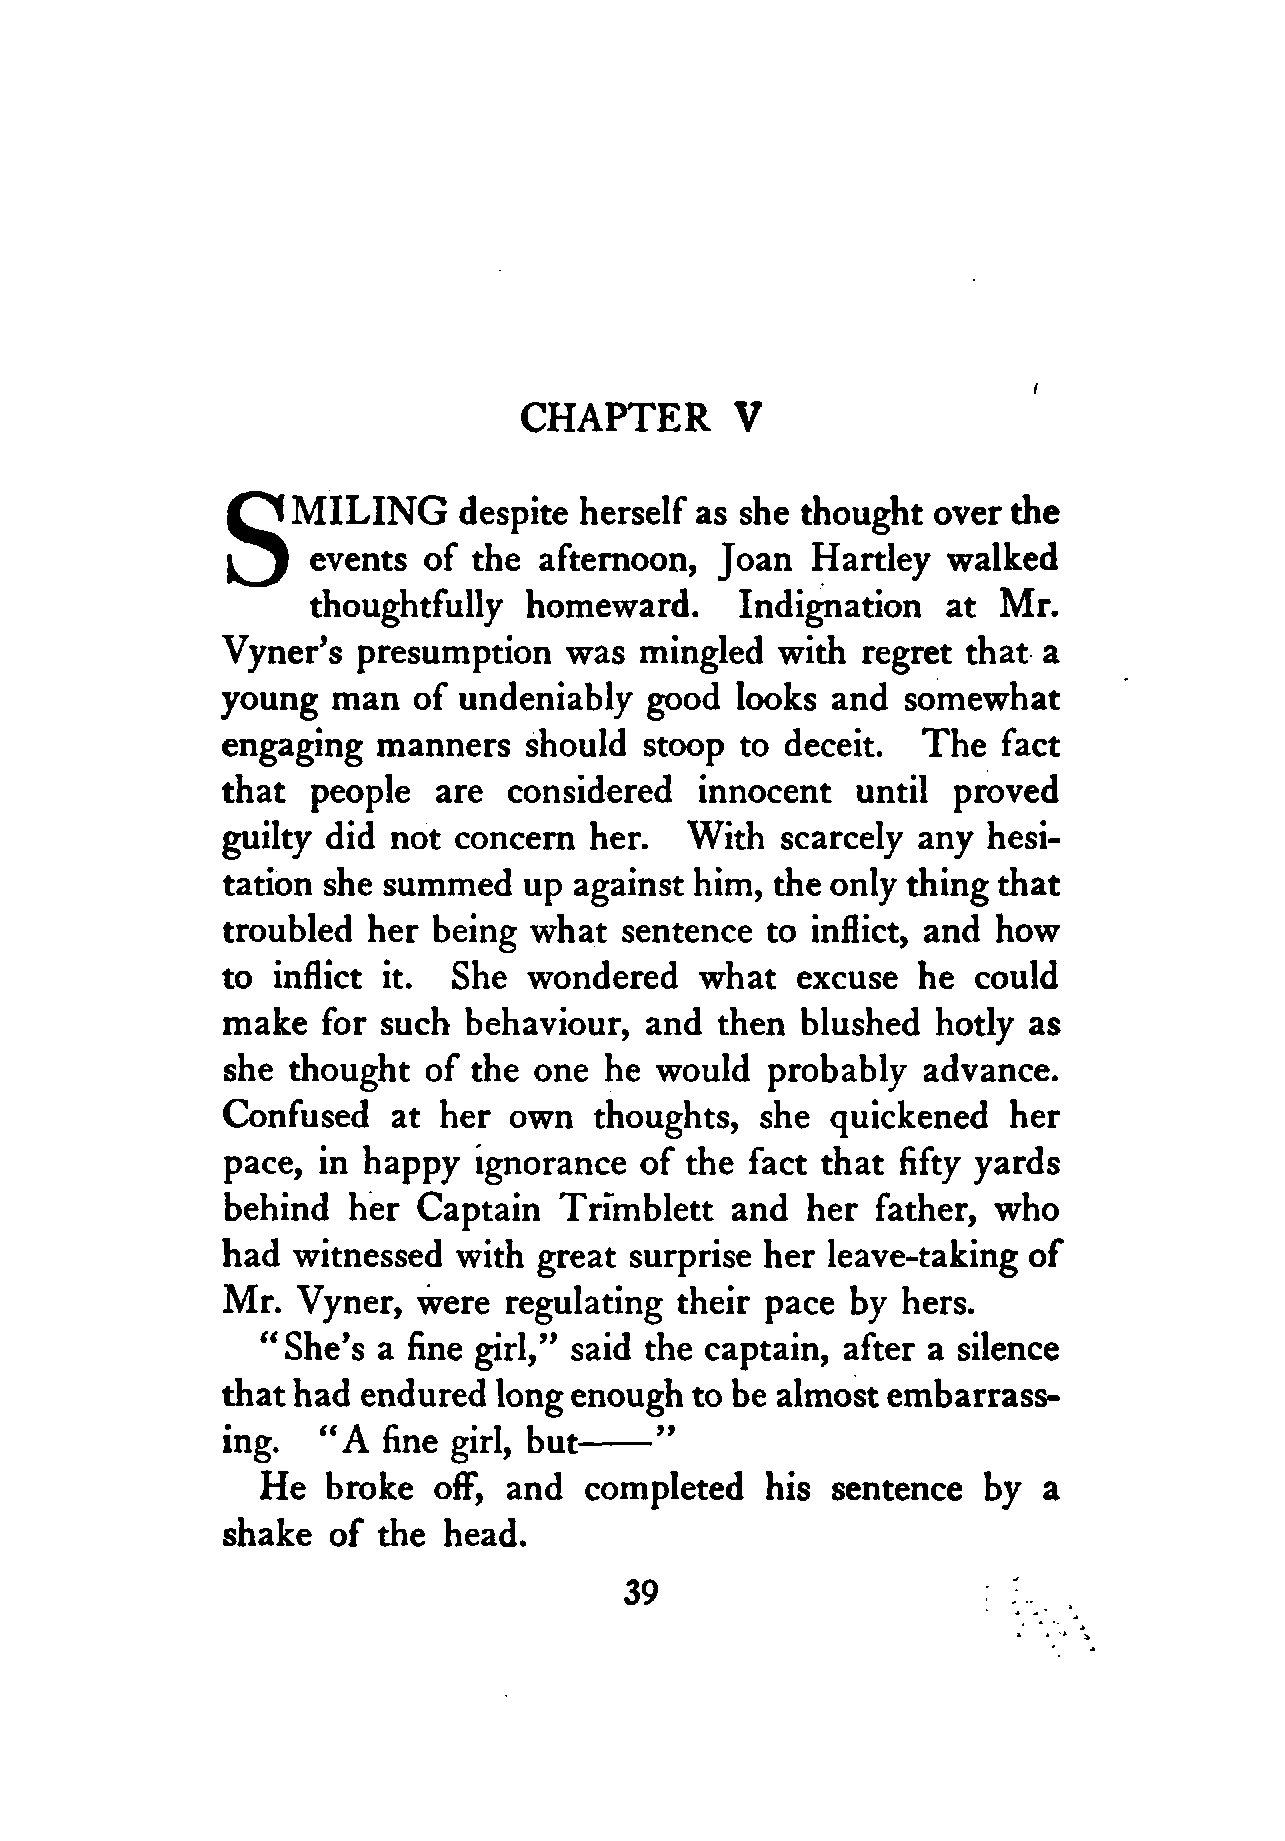 CHAPTER V
SMILING despite herself as she thought over the
events of the afternoon, Joan Hartley walked
thoughtfully homeward. Indignation at Mr.
Vyner's presumption was mingled with regret that a
young man of undeniably good looks and somewhat
engaging manners should stoop to deceit. The fact
that people are considered innocent until proved
guilty did not concern her. With scarcely any hesi-
tation she summed up against him, the only thing that
troubled her being what sentence to inflict, and how
to inflict it. She wondered what excuse he could
make for such behaviour, and then blushed hotly as
she thought of the one he would probably advance.
Confused at her own thoughts, she quickened her
pace, in happy ignorance of the fact that fifty yards
behind her Captain Trimblett and her father, who
had witnessed with great surprise her leave-taking of
Mr. Vyner, were regulating their pace by hers.
"She's a fine girl," said the captain, after a silence
that had endured long enough to be almost embarrass-
ing. "A fine girl, but——"
He broke off, and completed his sentence by a
shake of the head.
39